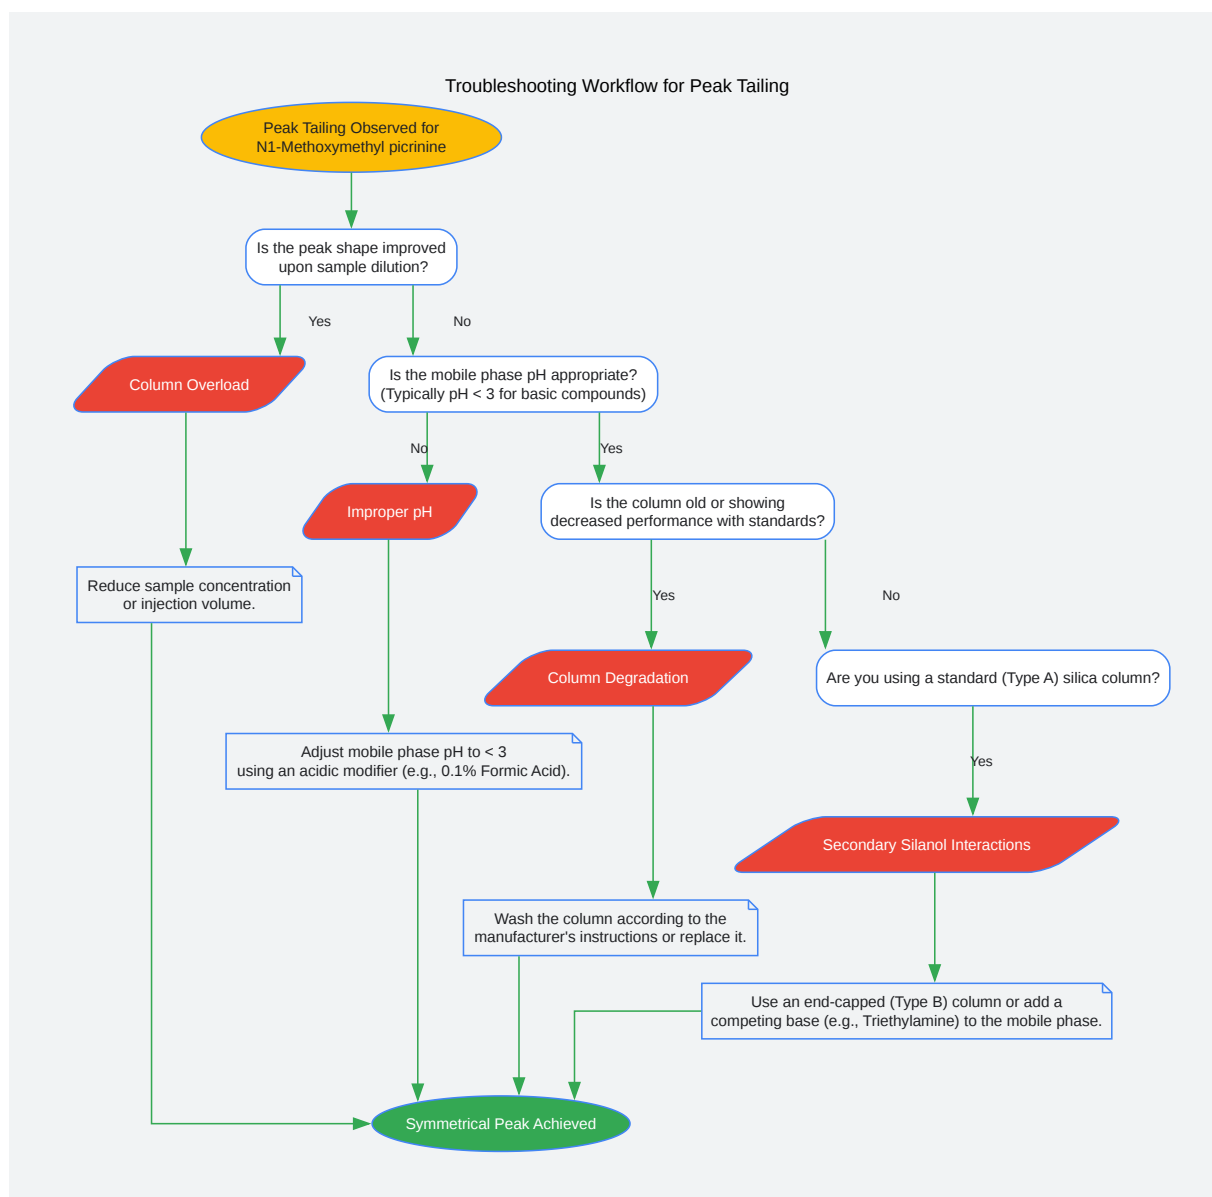 Troubleshooting Workflow for Peak Tailing
Peak Tailing Observed for
N1-Methoxymethyl picrinine
Is the peak shape improved
upon sample dilution?
Yes
No
Column Overload
Is the mobile phase pH appropriate?
(Typically pH < 3 for basic compounds)
No
Yes
Improper pH
Is the column old or showing
decreased performance with standards?
Reduce sample concentration
or injection volume.
Yes
No
Column Degradation
Are you using a standard (Type A) silica column?
Adjust mobile phase pH to < 3
using an acidic modifier (e.g., 0.1% Formic Acid).
Yes
Secondary Silanol Interactions
Wash the column according to the
manufacturer's instructions or replace it.
Use an end-capped (Type B) column or add a
competing base (e.g., Triethylamine) to the mobile phase.
Symmetrical Peak Achieved